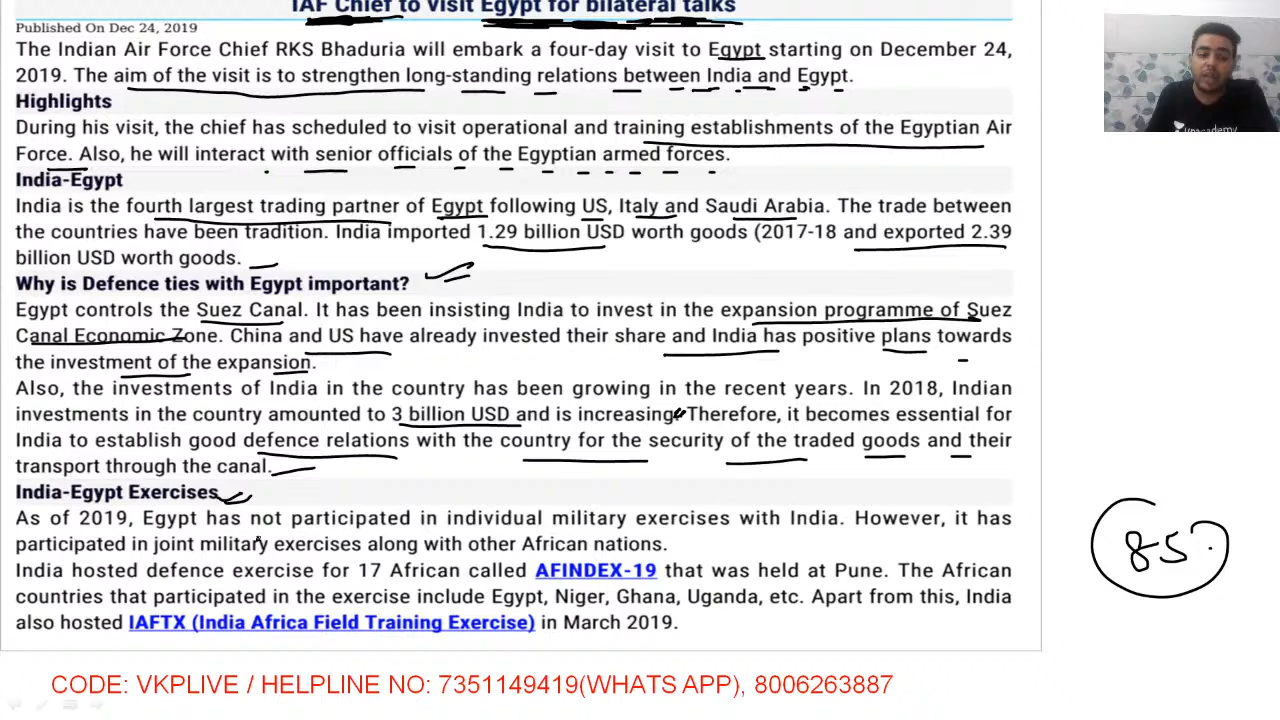 IAF Chief to visit Egypt for bilateral talks
Published On Dec 24, 2019
The Indian Air Force Chief RKS Bhaduria will embark a four-day visit to Egypt starting on December 24,
2019. The aim of the visit is to strengthen long-standing relations between India and Egypt.
Highlights
During his visit, the chief has scheduled to visit operational and training establishments of the Egyptian Air
Force. Also, he will interact with senior officials of the Egyptian armed forces.
India-Egypt
India is the fourth largest trading partner of Egypt following US, Italy and Saudi Arabia. The trade between
the countries have been tradition. India imported 1.29 billion USD worth goods (2017-18 and exported 2.39
billion USD worth goods.
Why is Defence ties with Egypt important?
Egypt controls the Suez Canal. It has been insisting India to invest in the expansion programme of Suez
Canal Economic Zone. China and US have already invested their share and India has positive plans towards
the investment of the expansion.
Also, the investments of India in the country has been growing in the recent years. In 2018, Indian
investments in the country amounted to 3 billion USD and is increasing. Therefore, it becomes essential for
India to establish good defence relations with the country for the security of the traded goods and their
transport through the canal.
India-Egypt Exercises
As of 2019, Egypt has not participated in individual military exercises with India. However, it has
participated in joint military exercises along with other African nations.
India hosted defence exercise for 17 African called AFINDEX-19 that was held at Pune. The African
countries that participated in the exercise include Egypt, Niger, Ghana, Uganda, etc. Apart from this, India
also hosted IAFTX (India Africa Field Training Exercise) in March 2019.
85
CODE: VKPLIVE / HELPLINE NO: 7351149419(WHATS APP), 8006263887